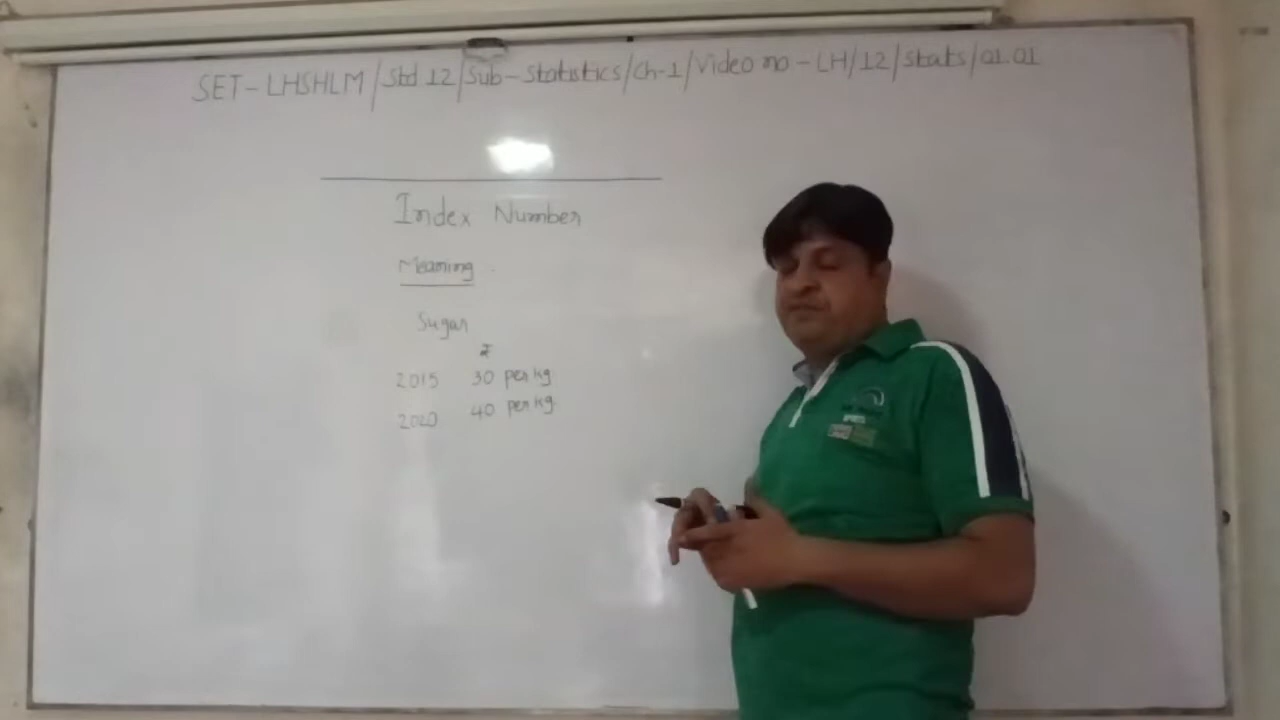 SET-LHSHLM/Std 12/Sub-Statistics/Ch-1/Video no-LH/12/Stats/01.01
Index Number
Meaning
Sugar
₹
2015 30 per kg
2020 40 per kg